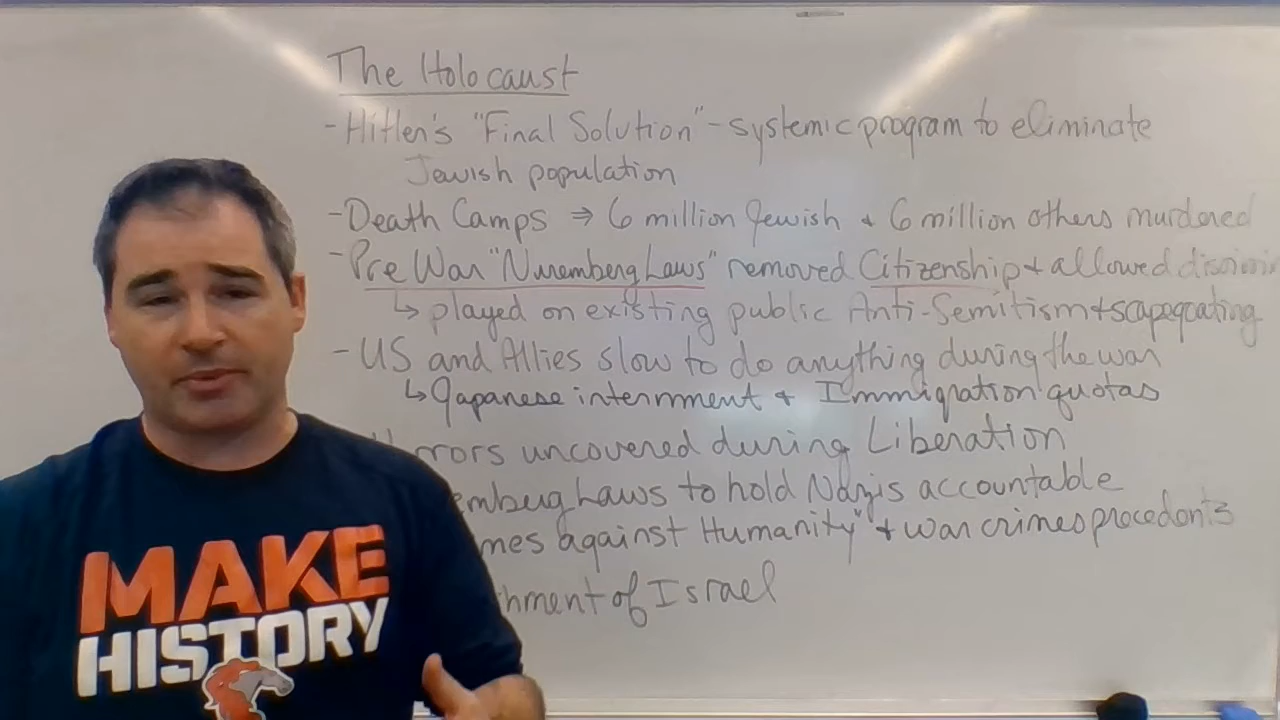 The Holocaust
- Hitler's "Final Solution" - systemic program to eliminate
Jewish population
- Death Camps ⇒ 6 million Jewish + 6 million others murdered
- Pre War "Nuremberg Laws" removed Citizenship + allowed discrimi
↳ played on existing public Anti-Semitism + scapegoating
- US and Allies slow to do anything during the war
↳ Japanese internment + Immigration quotas
rrors uncovered during Liberation
emberg Laws to hold Nazis accountable
mes against Humanity" + war crimes precedents
hment of Israel
MAKE
HISTORY